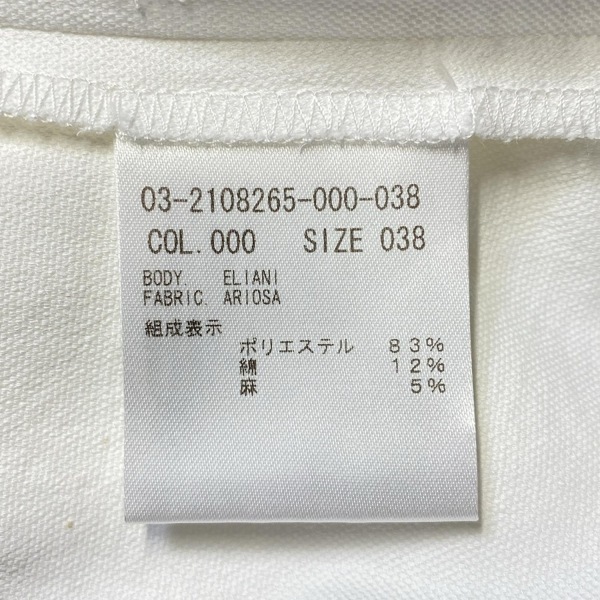 03-2108265-000-038
COL. 000 SIZE 038
BODY. ELIANI
FABRIC. ARIOSA
組成表示
ポリエステル 83%
綿 12%
麻 5%